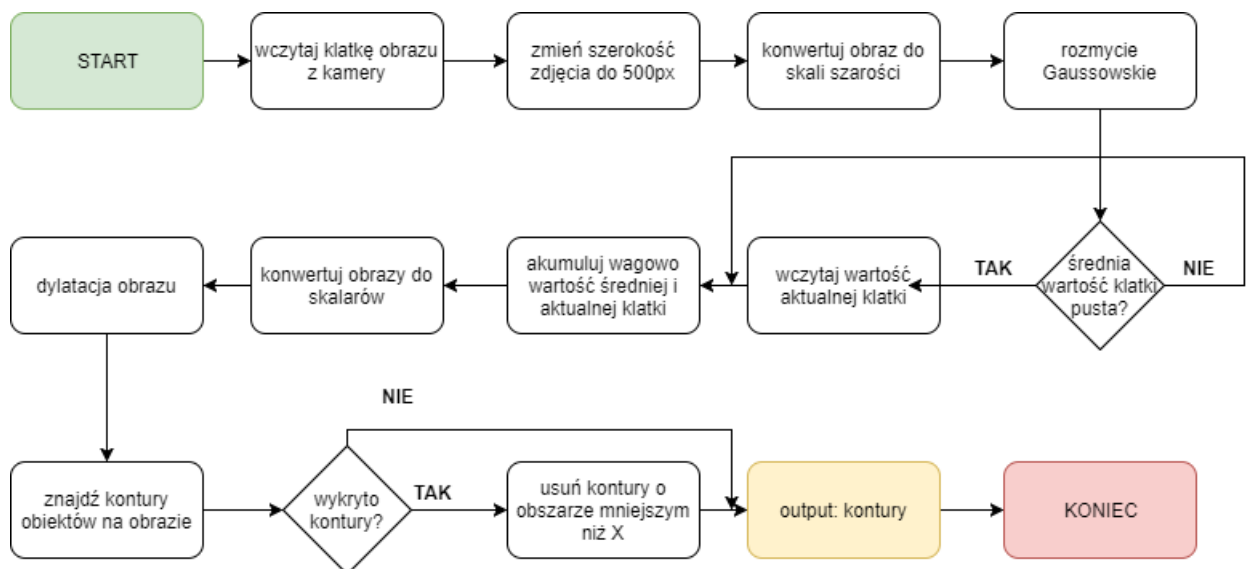 START
wczytaj klatkę obrazu
z kamery
zmień szerokość
zdjęcia do 500px
konwertuj obraz do
skali szarości
rozmycie
Gaussowskie
średnia
wartość klatki
pusta?
TAK
NIE
wczytaj wartość
aktualnej klatki
akumuluj wagowo
wartość średniej i
aktualnej klatki
konwertuj obrazy do
skalarów
dylatacja obrazu
znajdź kontury
obiektów na obrazie
wykryto
kontury?
NIE
TAK
usuń kontury o
obszarze mniejszym
niż X
output: kontury
KONIEC